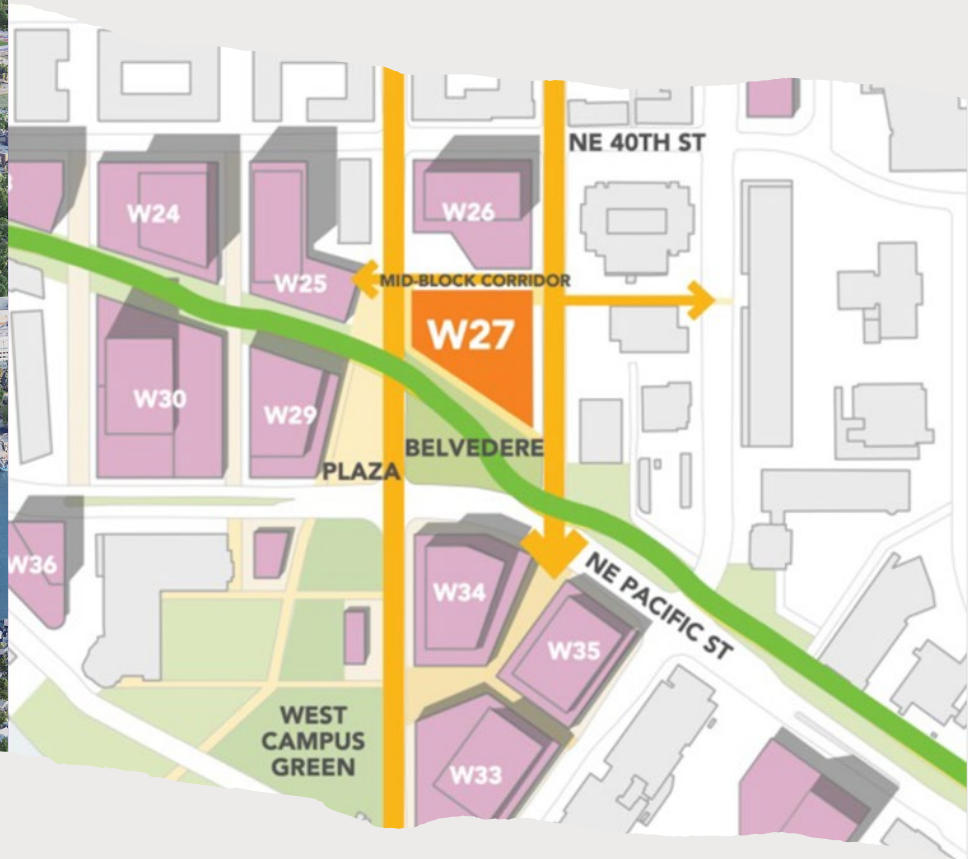 NE 40TH ST
W24
W26
W25
MID-BLOCK CORRIDOR
W27
W30
W29
BELVEDERE
PLAZA
W36
W34
NE PACIFIC ST
W35
WEST
CAMPUS
GREEN
W33